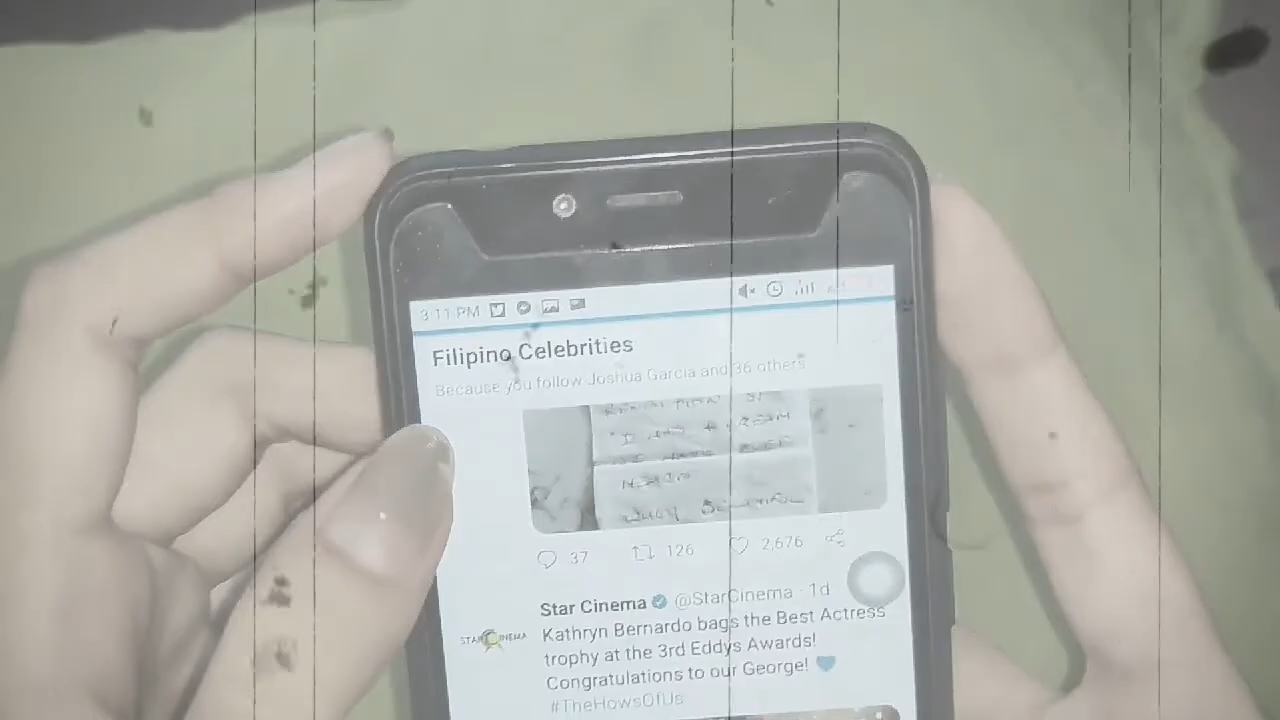 3:11 PM
Filipino Celebrities
Because you follow Joshua Garcia and 36 others
37 126 2,676
Star Cinema @StarCinema · 1d
STAR CINEMA
Kathryn Bernardo bags the Best Actress
trophy at the 3rd Eddys Awards!
Congratulations to our George! 💙
#TheHowsOfUs